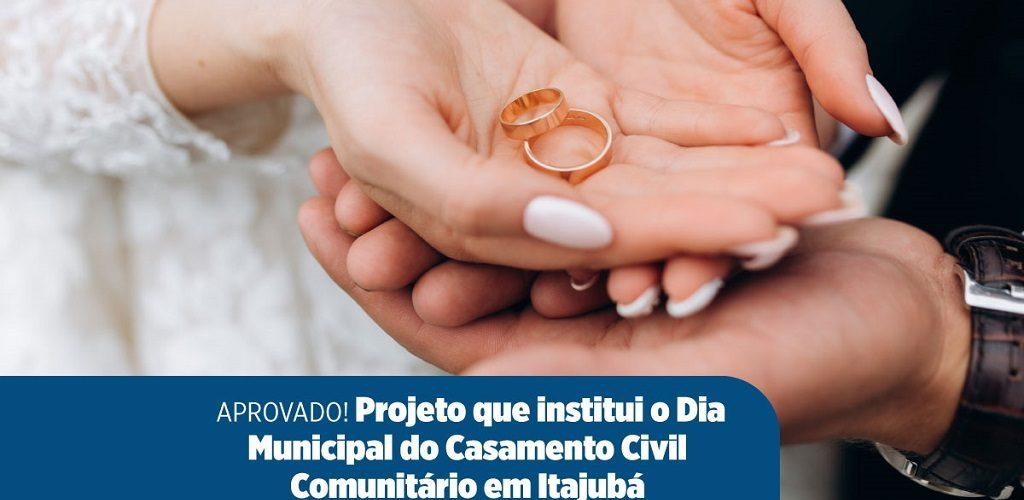 APROVADO! Projeto que institui o Dia
Municipal do Casamento Civil
Comunitário em Itajubá